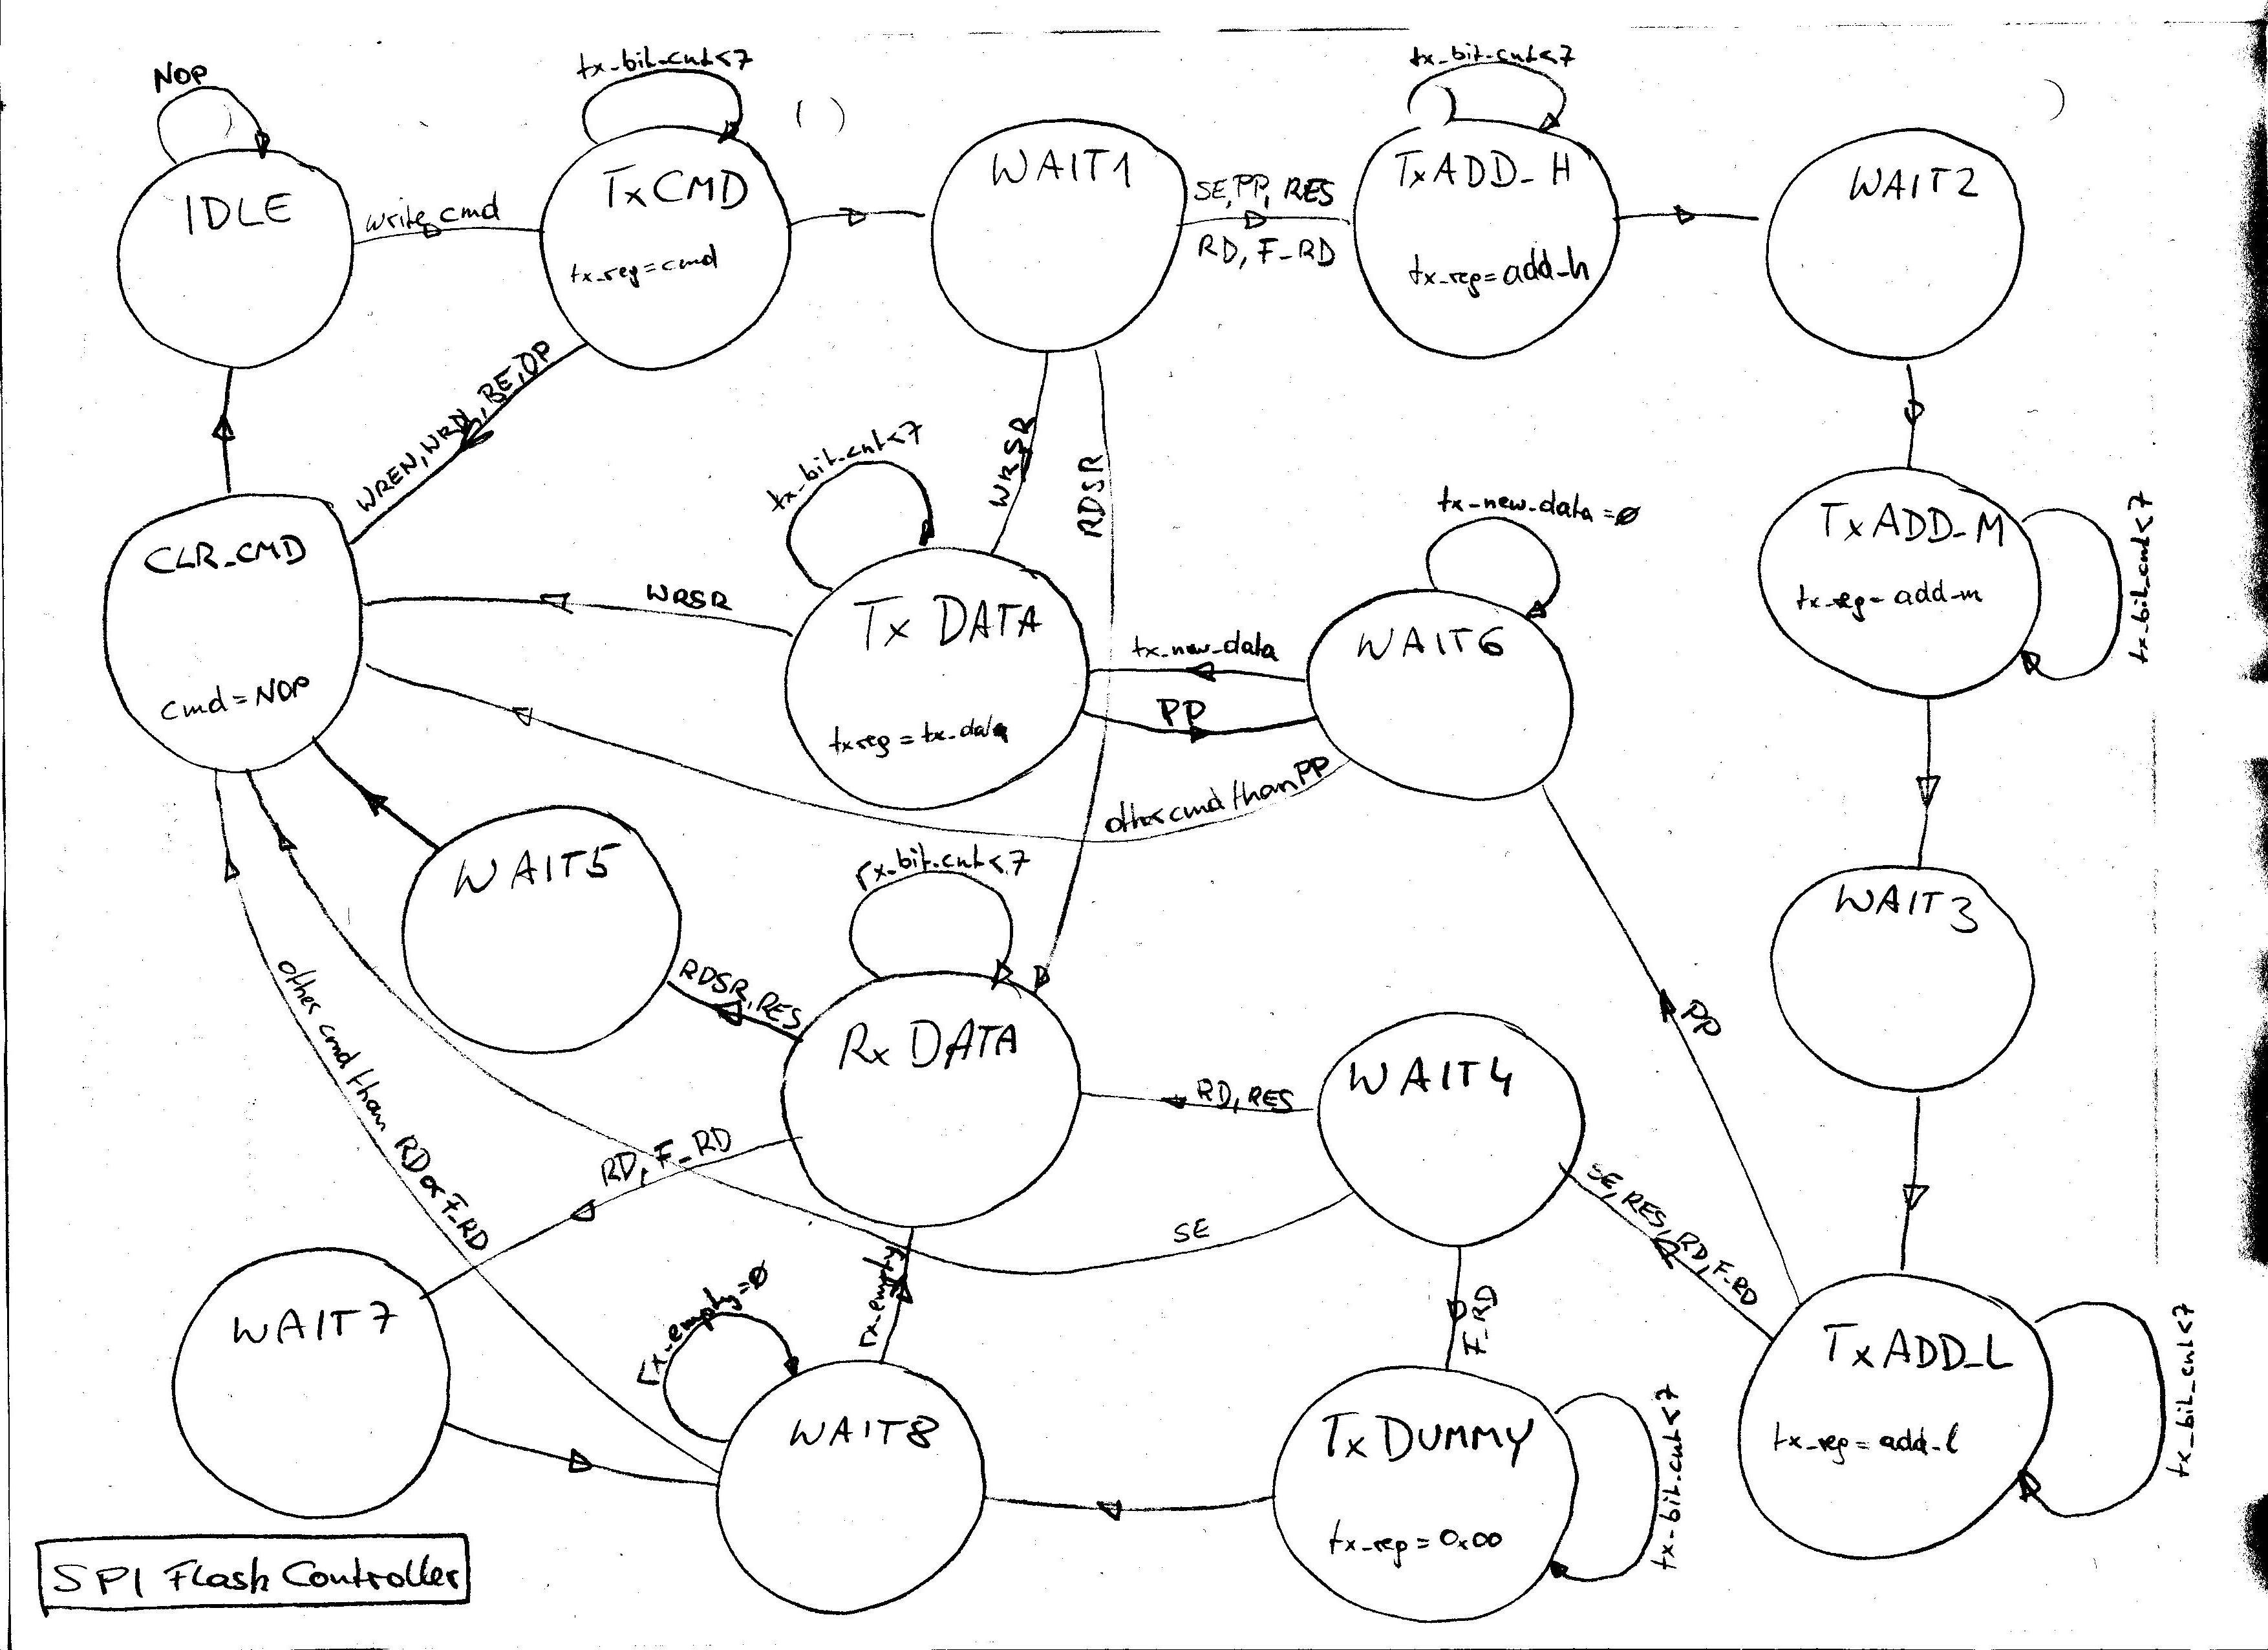 NOP
tx_bit_cnt<7
tx_bit_cnt<7
IDLE
write cmd
TxCMD
tx_reg=cmd
WAIT1
SE,PP,RES
RD,F_RD
TxADD_H
tx_reg=add_h
WAIT2
WREN,WRDI,BE,DP
tx_bit_cnt<7
WRSR
RDSR
tx_new_data=ø
TxADD_M
tx_reg=add_m
tx_bit_cnt<7
CLR_CMD
cmd=NOP
WRSR
Tx DATA
txreg=tx_data
tx_new_data
PP
WAIT6
other cmd than PP
WAIT5
rx_bit_cnt<7
WAIT3
RDSR,RES
Rx DATA
RD,RES
WAIT4
PP
other cmd than RD or F_RD
RD,F_RD
SE
SE,RES,RD,F_RD
WAIT7
rx_empty=ø
rx_empty
F_RD
TxADD_L
tx_reg=add_l
tx_bit_cnt<7
WAIT8
Tx DUMMY
tx_reg=0x00
tx_bit_cnt<7
SPI Flash Controller